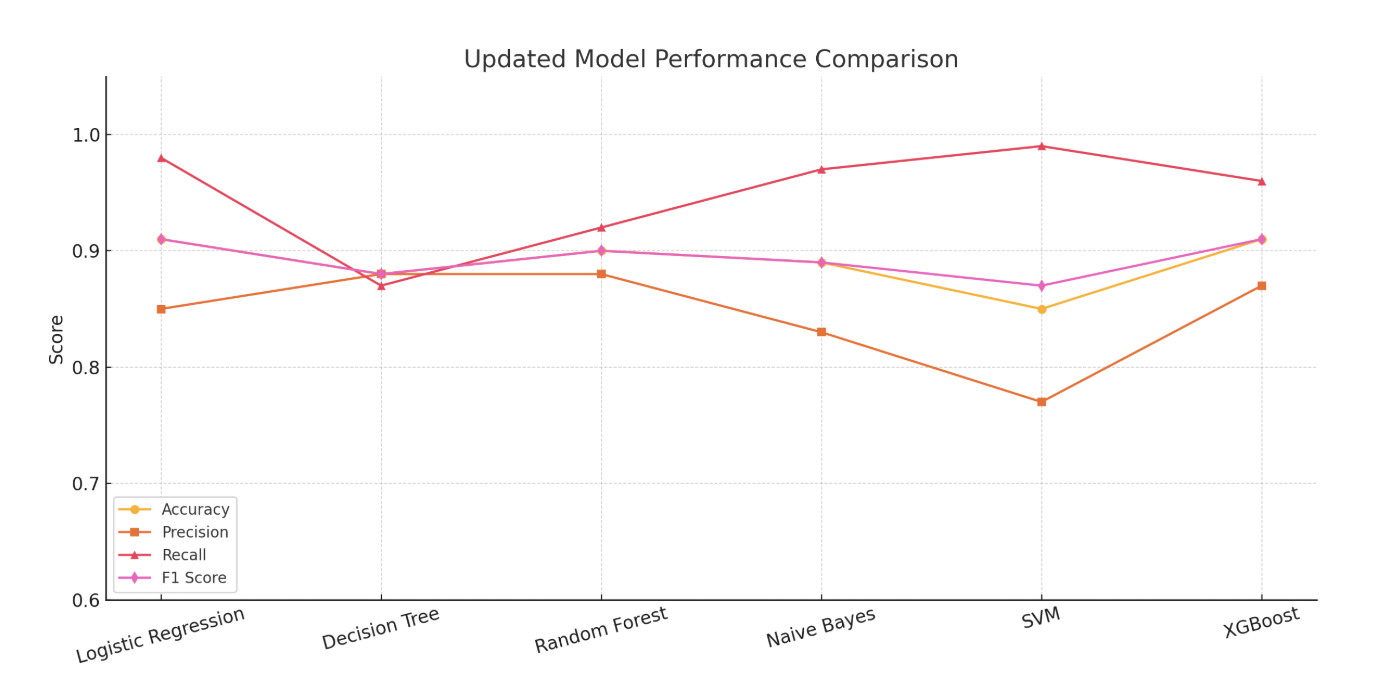 Updated Model Performance Comparison
1.0
0.9
0.8
0.7
0.6
Score
Accuracy
Precision
Recall
F1 Score
Logistic Regression
Decision Tree
Random Forest
Naive Bayes
SVM
XGBoost